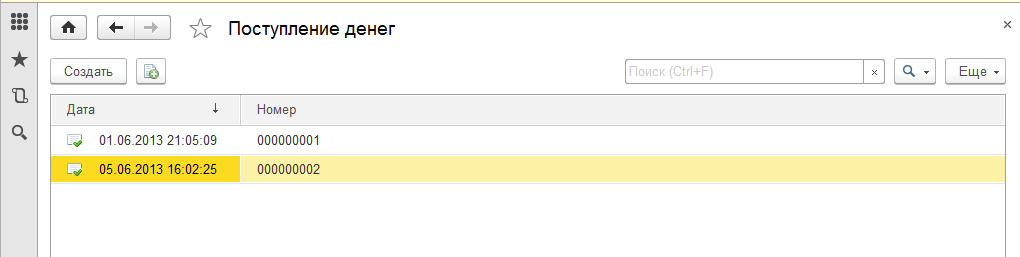 Поступление денег
Создать
Поиск (Ctrl+F)
Еще
Дата
Номер
01.06.2013 21:05:09 000000001
05.06.2013 16:02:25 000000002